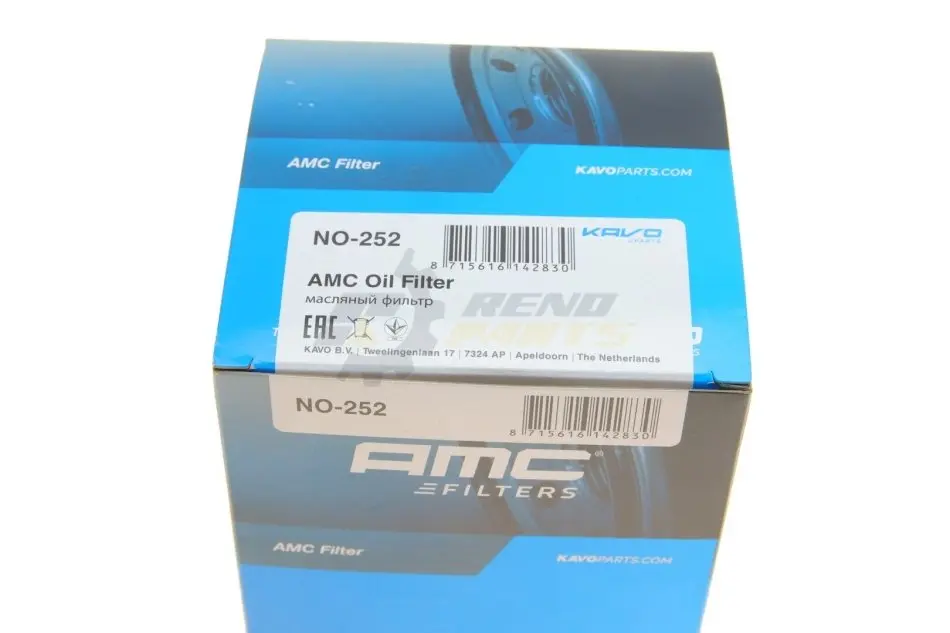 AMC Filter
KAVOPARTS.COM
NO-252
KAVO
PARTS
8 715616 142830
AMC Oil Filter
масляный фильтр
RENO
PARTS
EAC
KAVO B.V. | Tweelingenlaan 17 | 7324 AP | Apeldoorn | The Netherlands
NO-252
8 715616 142830
AMC®
FILTERS
AMC Filter
KAVOPARTS.COM